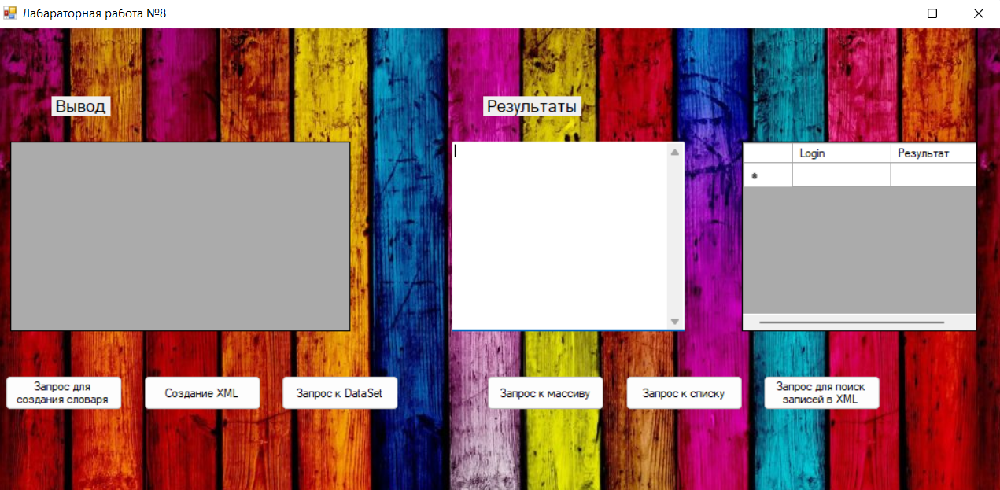 Лабараторная работа №8
Вывод
Результаты
Login Результат
Запрос для
создания словаря
Создание XML
Запрос к DataSet
Запрос к массиву
Запрос к списку
Запрос для поиск
записей в XML